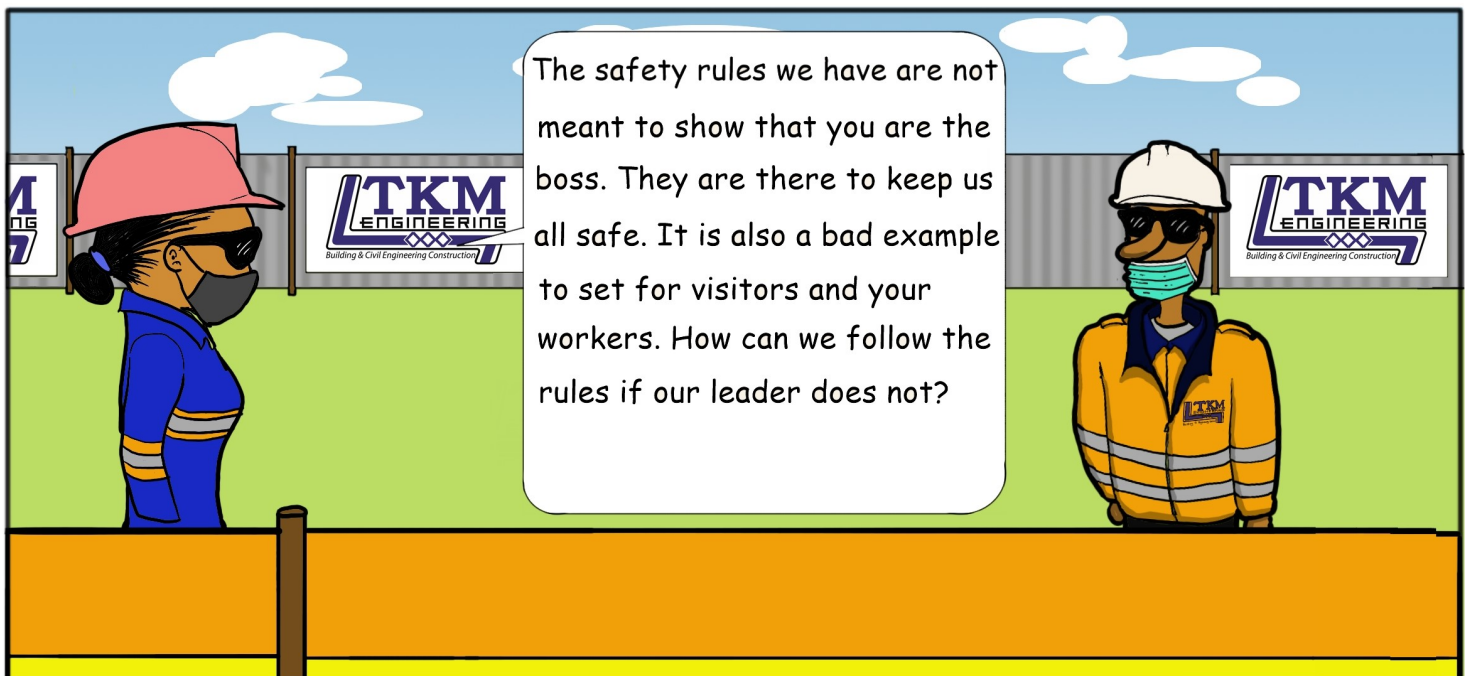 The safety rules we have are not
meant to show that you are the
boss. They are there to keep us
all safe. It is also a bad example
to set for visitors and your
workers. How can we follow the
rules if our leader does not?
M
NG
TKM
ENGINEERING
Building & Civil Engineering Construction
TKM
ENGINEERING
Building & Civil Engineering Construction
TKM